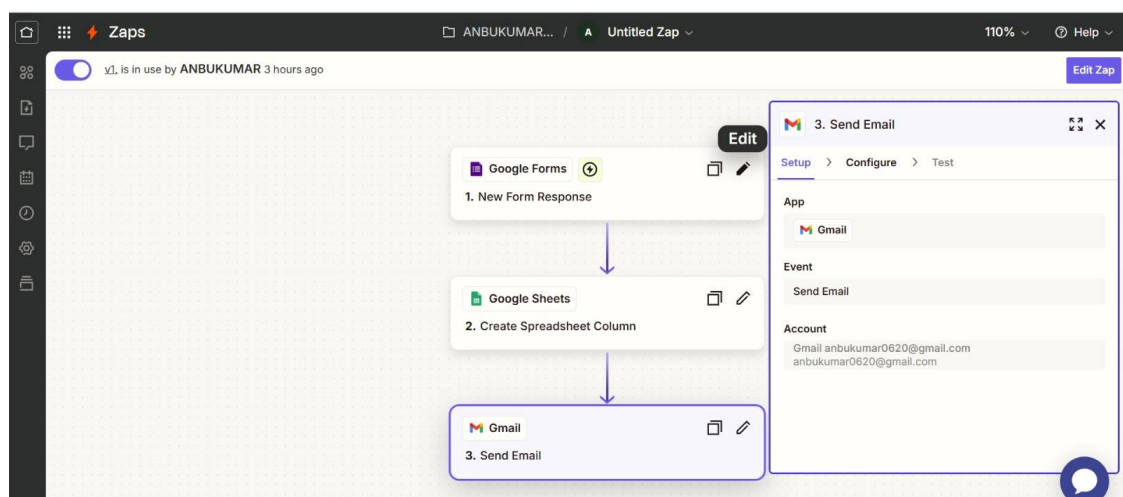 Zaps
ANBUKUMAR... / A Untitled Zap
110% Help
v1. is in use by ANBUKUMAR 3 hours ago
Edit Zap
Edit
Google Forms
1. New Form Response
Google Sheets
2. Create Spreadsheet Column
Gmail
3. Send Email
3. Send Email
Setup > Configure > Test
App
Gmail
Event
Send Email
Account
Gmail anbukumar0620@gmail.com
anbukumar0620@gmail.com